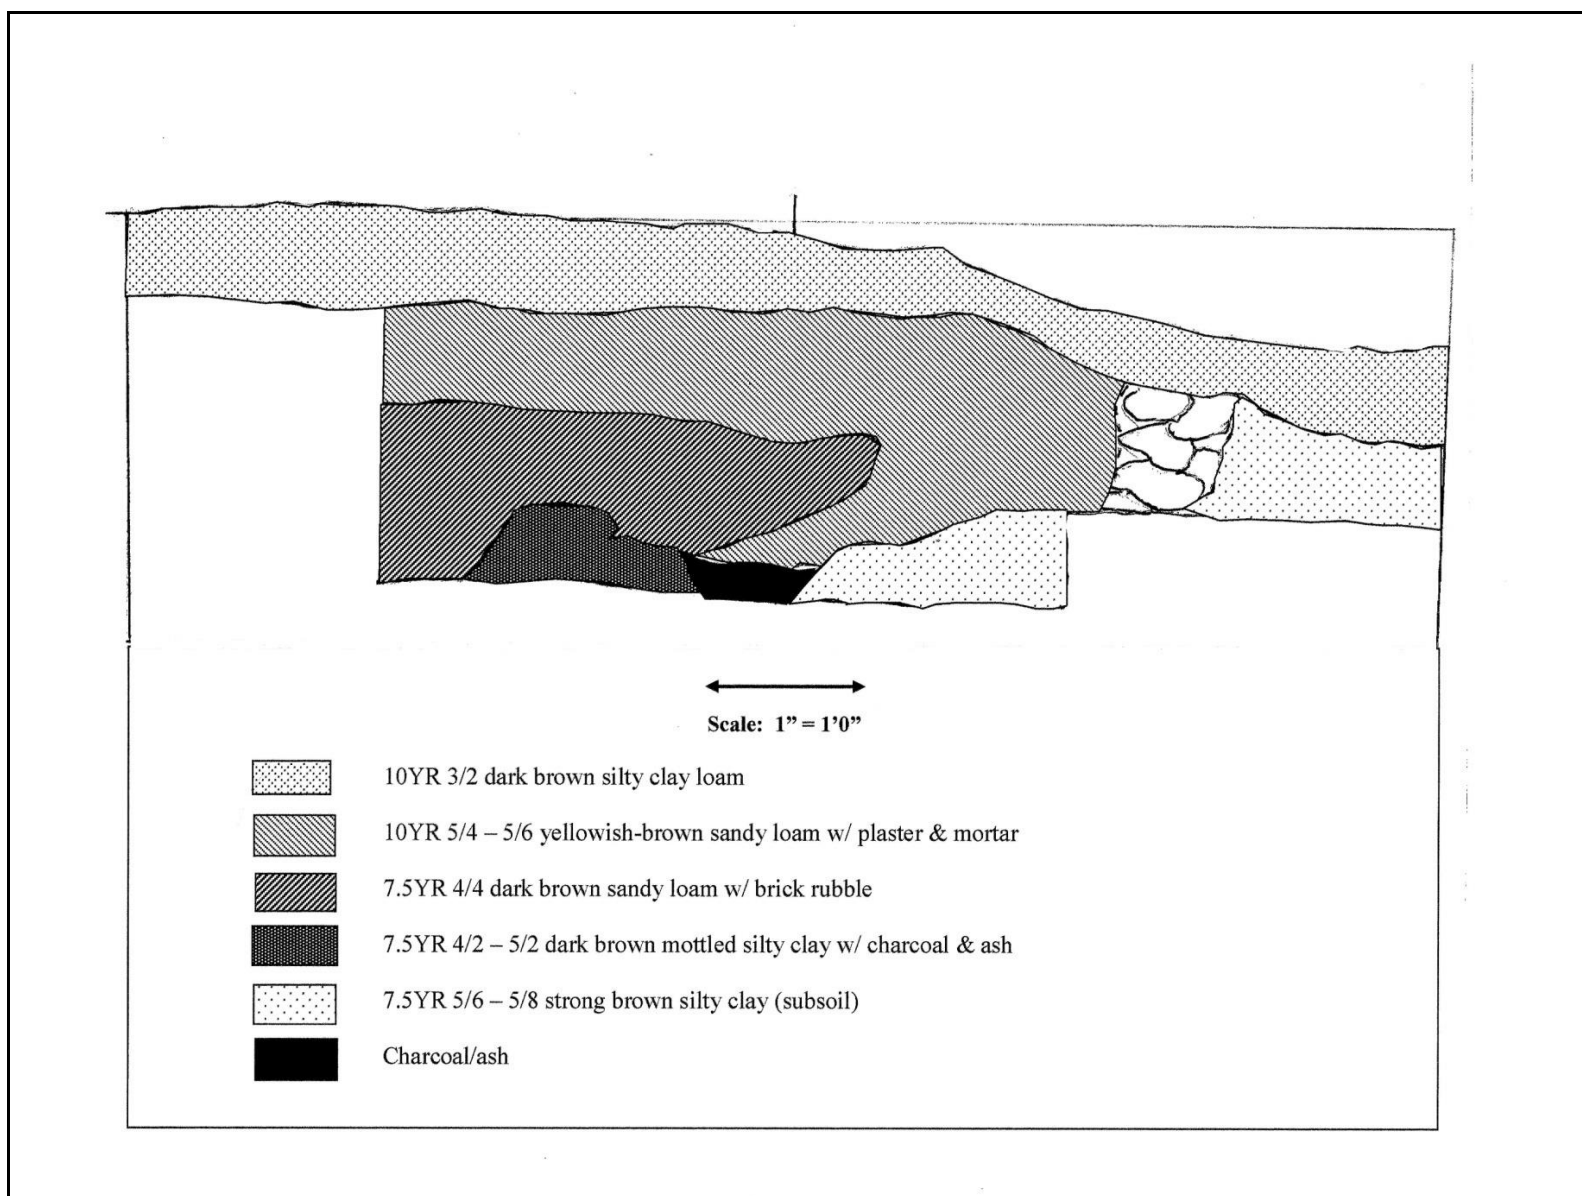 Scale: 1” = 1’0”
10YR 3/2 dark brown silty clay loam
10YR 5/4 – 5/6 yellowish-brown sandy loam w/ plaster & mortar
7.5YR 4/4 dark brown sandy loam w/ brick rubble
7.5YR 4/2 – 5/2 dark brown mottled silty clay w/ charcoal & ash
7.5YR 5/6 – 5/8 strong brown silty clay (subsoil)
Charcoal/ash